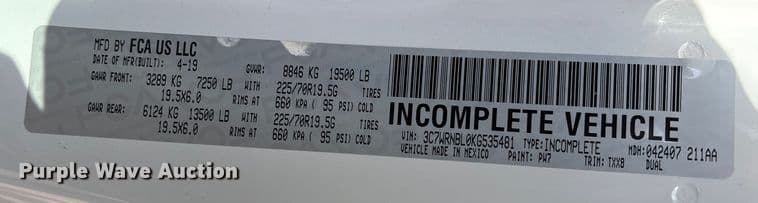 MFD BY FCA US LLC
DATE OF MFR(BUILT): 4-19 GVWR: 8846 KG 19500 LB
GAWR FRONT: 3289 KG 7250 LB WITH 225/70R19.5G TIRES
19.5X6.0 RIMS AT 660 KPA ( 95 PSI) COLD
GAWR REAR: 6124 KG 13500 LB WITH 225/70R19.5G TIRES
19.5X6.0 RIMS AT 660 KPA ( 95 PSI) COLD
INCOMPLETE VEHICLE
VIN: 3C7WRNBL0KG535481 TYPE: INCOMPLETE MDH: 042407 211AA
VEHICLE MADE IN MEXICO PAINT: PW7 TRIM: TXX8 DUAL
Purple Wave Auction